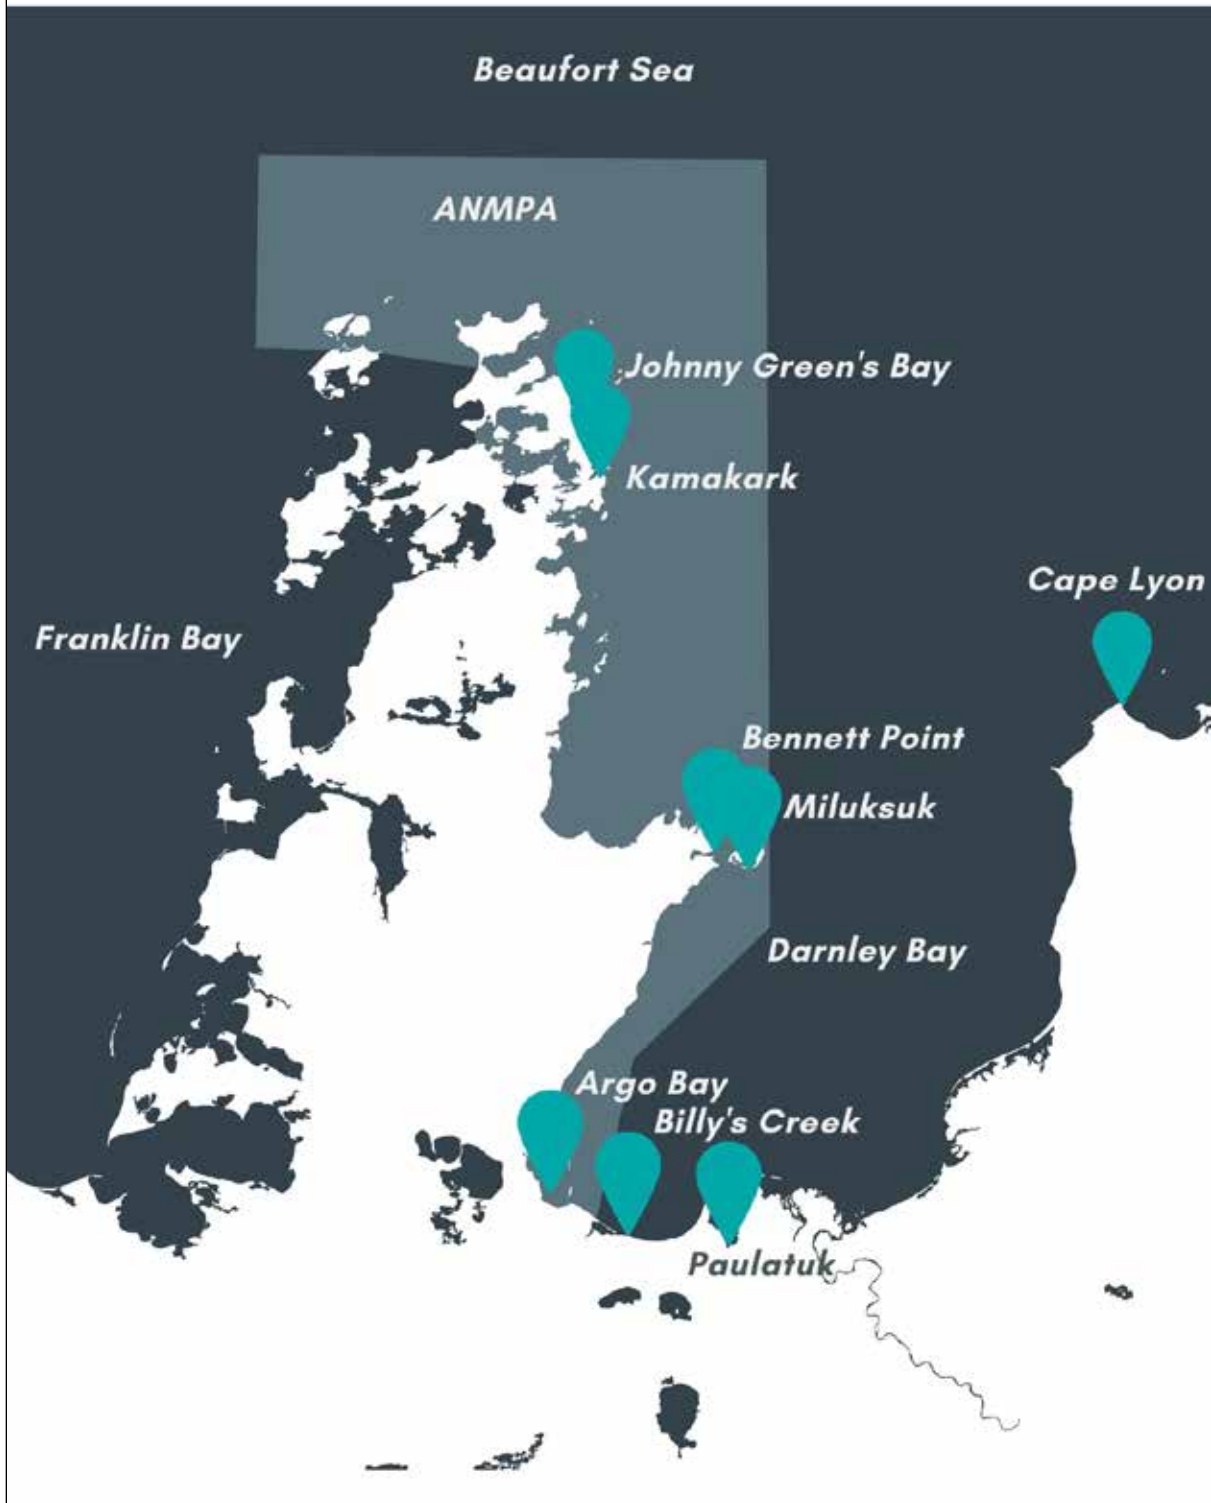 Beaufort Sea
ANMPA
Johnny Green's Bay
Kamakark
Cape Lyon
Franklin Bay
Bennett Point
Miluksuk
Darnley Bay
Argo Bay
Billy's Creek
Paulatuk